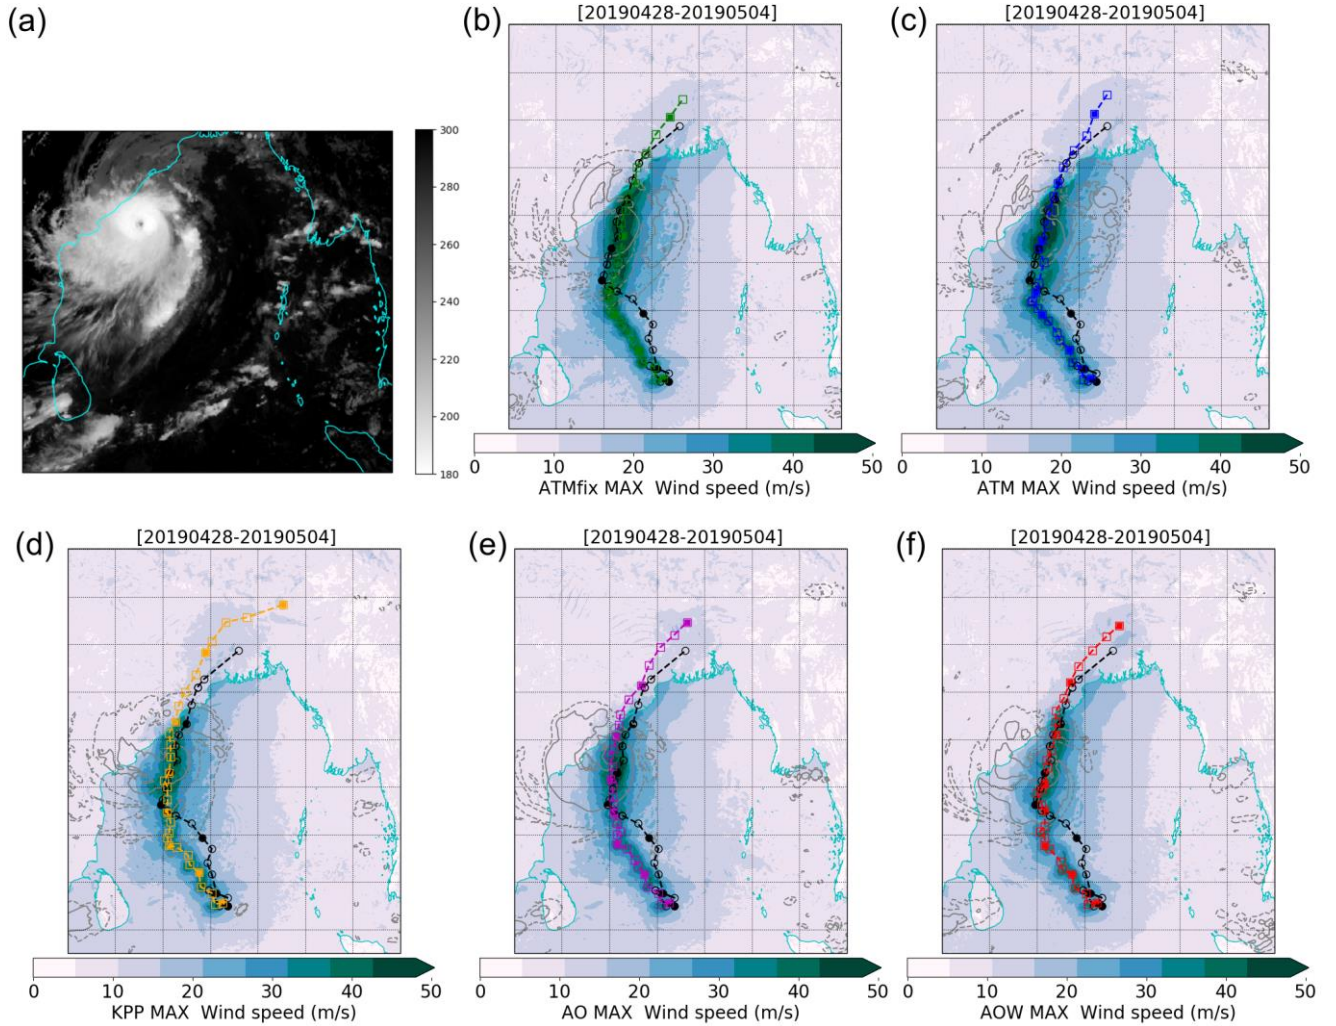 (a)
300
280
260
240
220
200
180
(b)
[20190428-20190504]
0 10 20 30 40 50
ATMfix MAX Wind speed (m/s)
(c)
[20190428-20190504]
0 10 20 30 40 50
ATM MAX Wind speed (m/s)
(d)
[20190428-20190504]
0 10 20 30 40 50
KPP MAX Wind speed (m/s)
(e)
[20190428-20190504]
0 10 20 30 40 50
AO MAX Wind speed (m/s)
(f)
[20190428-20190504]
0 10 20 30 40 50
AOW MAX Wind speed (m/s)